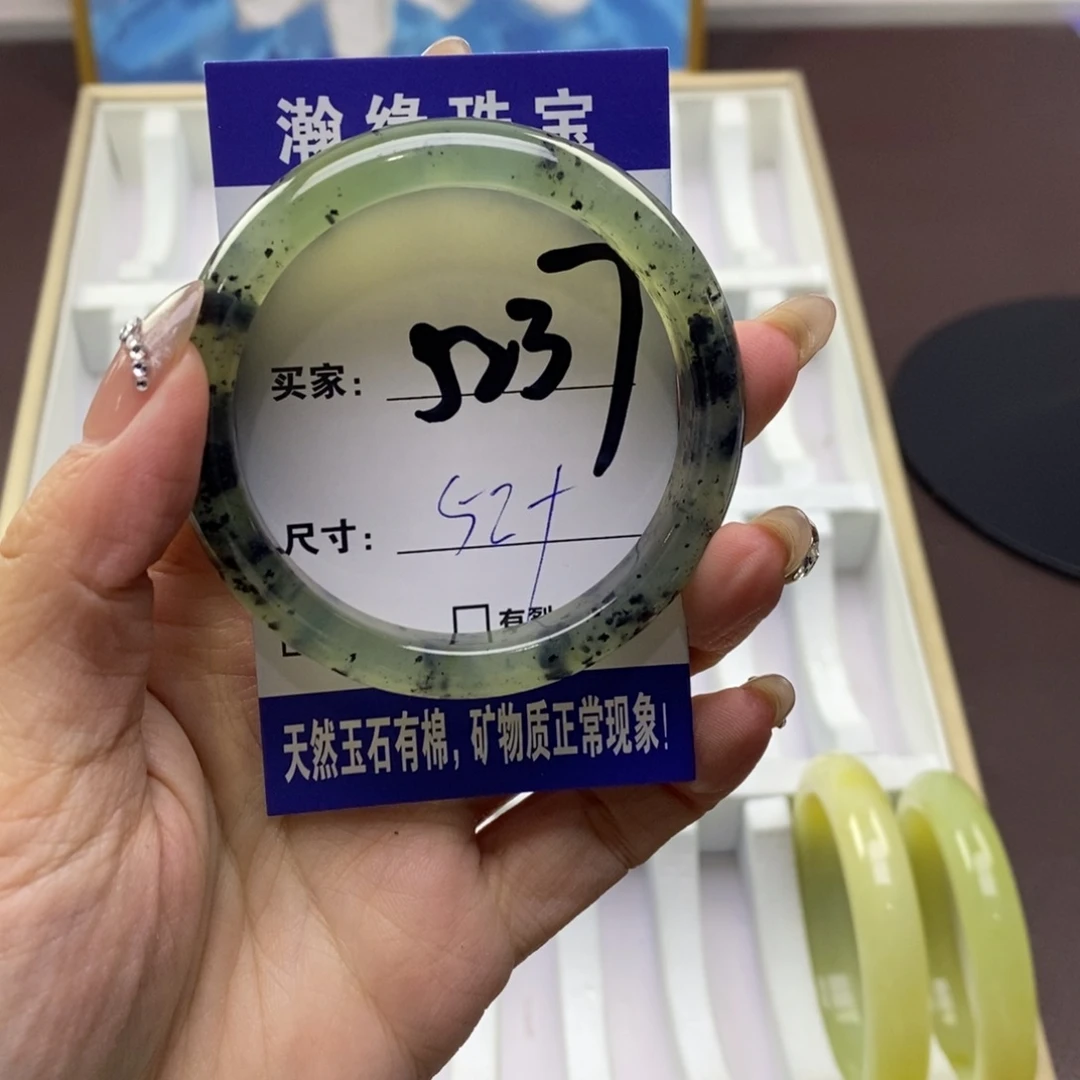 瀚缘珠宝
买家: 5237
尺寸: 52+
有裂
天然玉石有棉,矿物质正常现象!